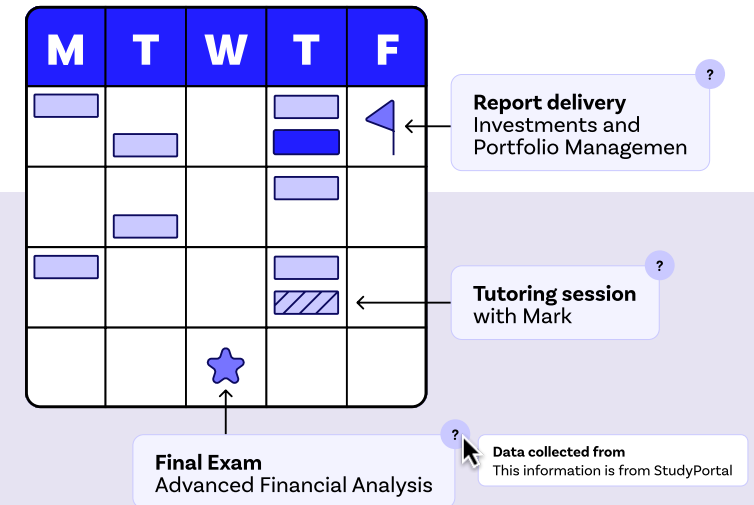 M T W T F
?
Report delivery
Investments and
Portfolio Managemen
?
Tutoring session
with Mark
?
Final Exam
Advanced Financial Analysis
Data collected from
This information is from StudyPortal